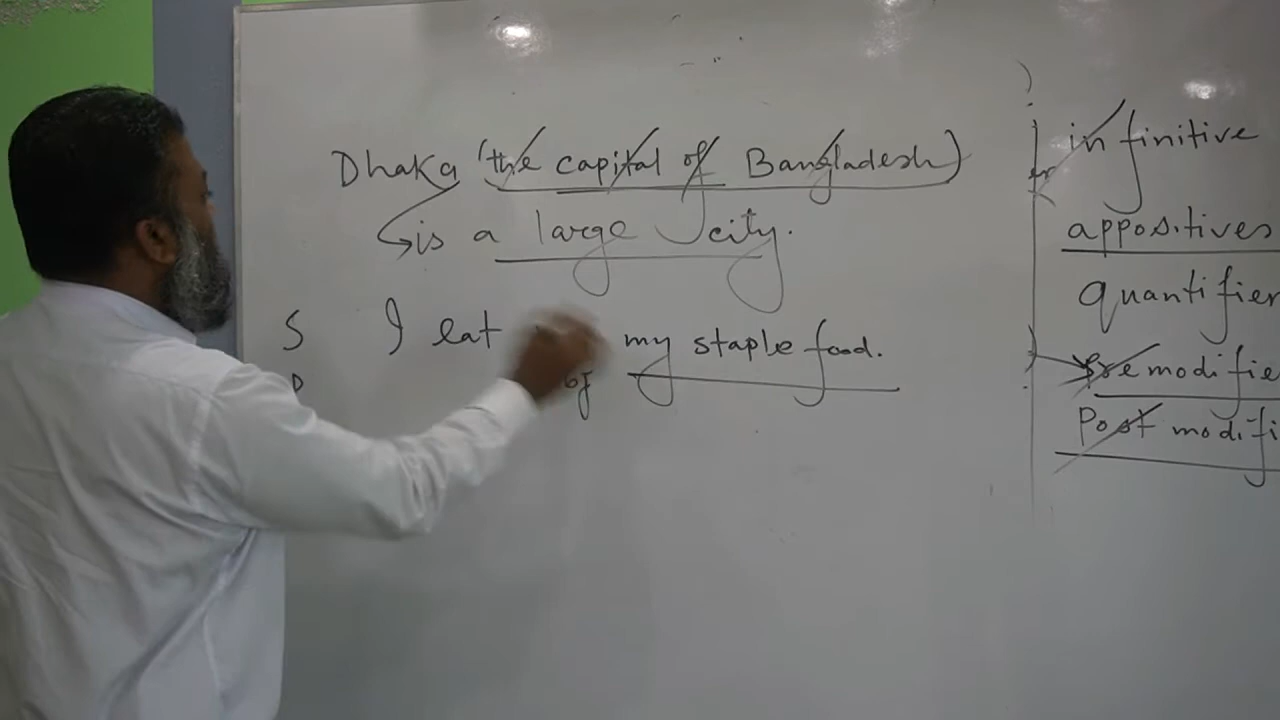 Dhaka (the capital of Bangladesh)
is a large city.
S I eat my staple food.
P of
infinitive
appositives
quantifier
premodifie
Post modifi